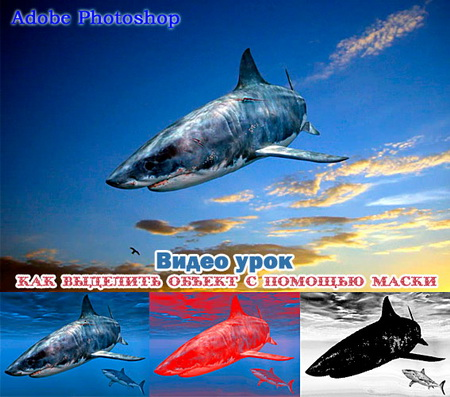 Adobe Photoshop
Видео урок
КАК ВЫДЕЛИТЬ ОБЪЕКТ С ПОМОЩЬЮ МАСКИ